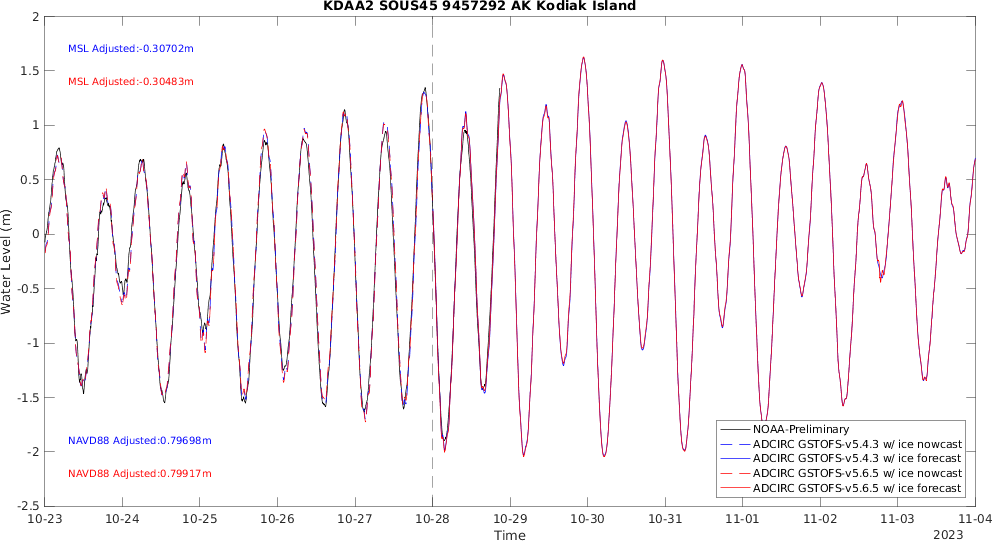 KDAA2 SOUS45 9457292 AK Kodiak Island
2
1.5
1
0.5
0
-0.5
-1
-1.5
-2
-2.5
Water Level (m)
MSL Adjusted:-0.30702m
MSL Adjusted:-0.30483m
NAVD88 Adjusted:0.79698m
NAVD88 Adjusted:0.79917m
NOAA-Preliminary
ADCIRC GSTOFS-v5.4.3 w/ ice nowcast
ADCIRC GSTOFS-v5.4.3 w/ ice forecast
ADCIRC GSTOFS-v5.6.5 w/ ice nowcast
ADCIRC GSTOFS-v5.6.5 w/ ice forecast
10-23 10-24 10-25 10-26 10-27 10-28 10-29 10-30 10-31 11-01 11-02 11-03 11-04
Time
2023